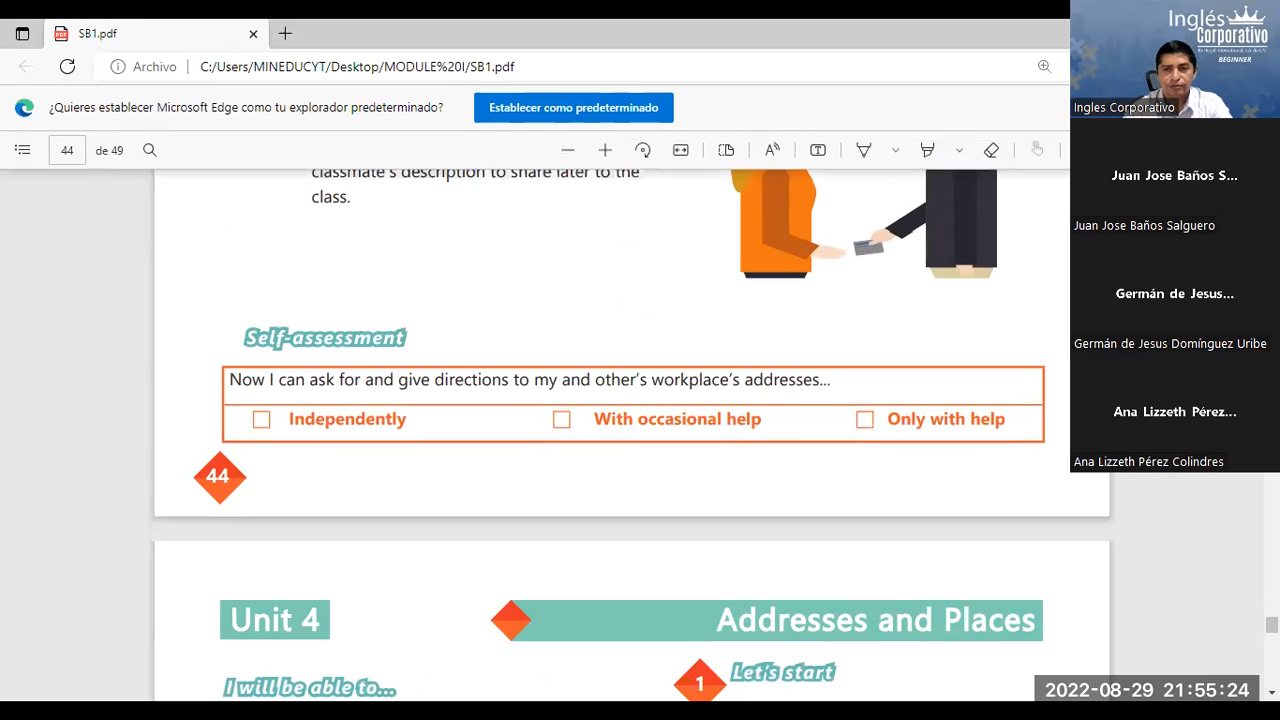 SB1.pdf
Archivo
C:/Users/MINEDUCYT/Desktop/MODULE%20I/SB1.pdf
¿Quieres establecer Microsoft Edge como tu explorador predeterminado?
Establecer como predeterminado
44
de 49
classmate's description to share later to the
class.
Self-assessment
Now I can ask for and give directions to my and other's workplace's addresses...
Independently
With occasional help
Only with help
44
Unit 4
Addresses and Places
I will be able to...
1
Let's start
Inglés
Corporativo
BEGINNER
Ingles Corporativo
Juan Jose Baños S...
Juan Jose Baños Salguero
Germán de Jesus...
Germán de Jesus Domínguez Uribe
Ana Lizzeth Pérez...
Ana Lizzeth Pérez Colindres
2022-08-29 21:55:24